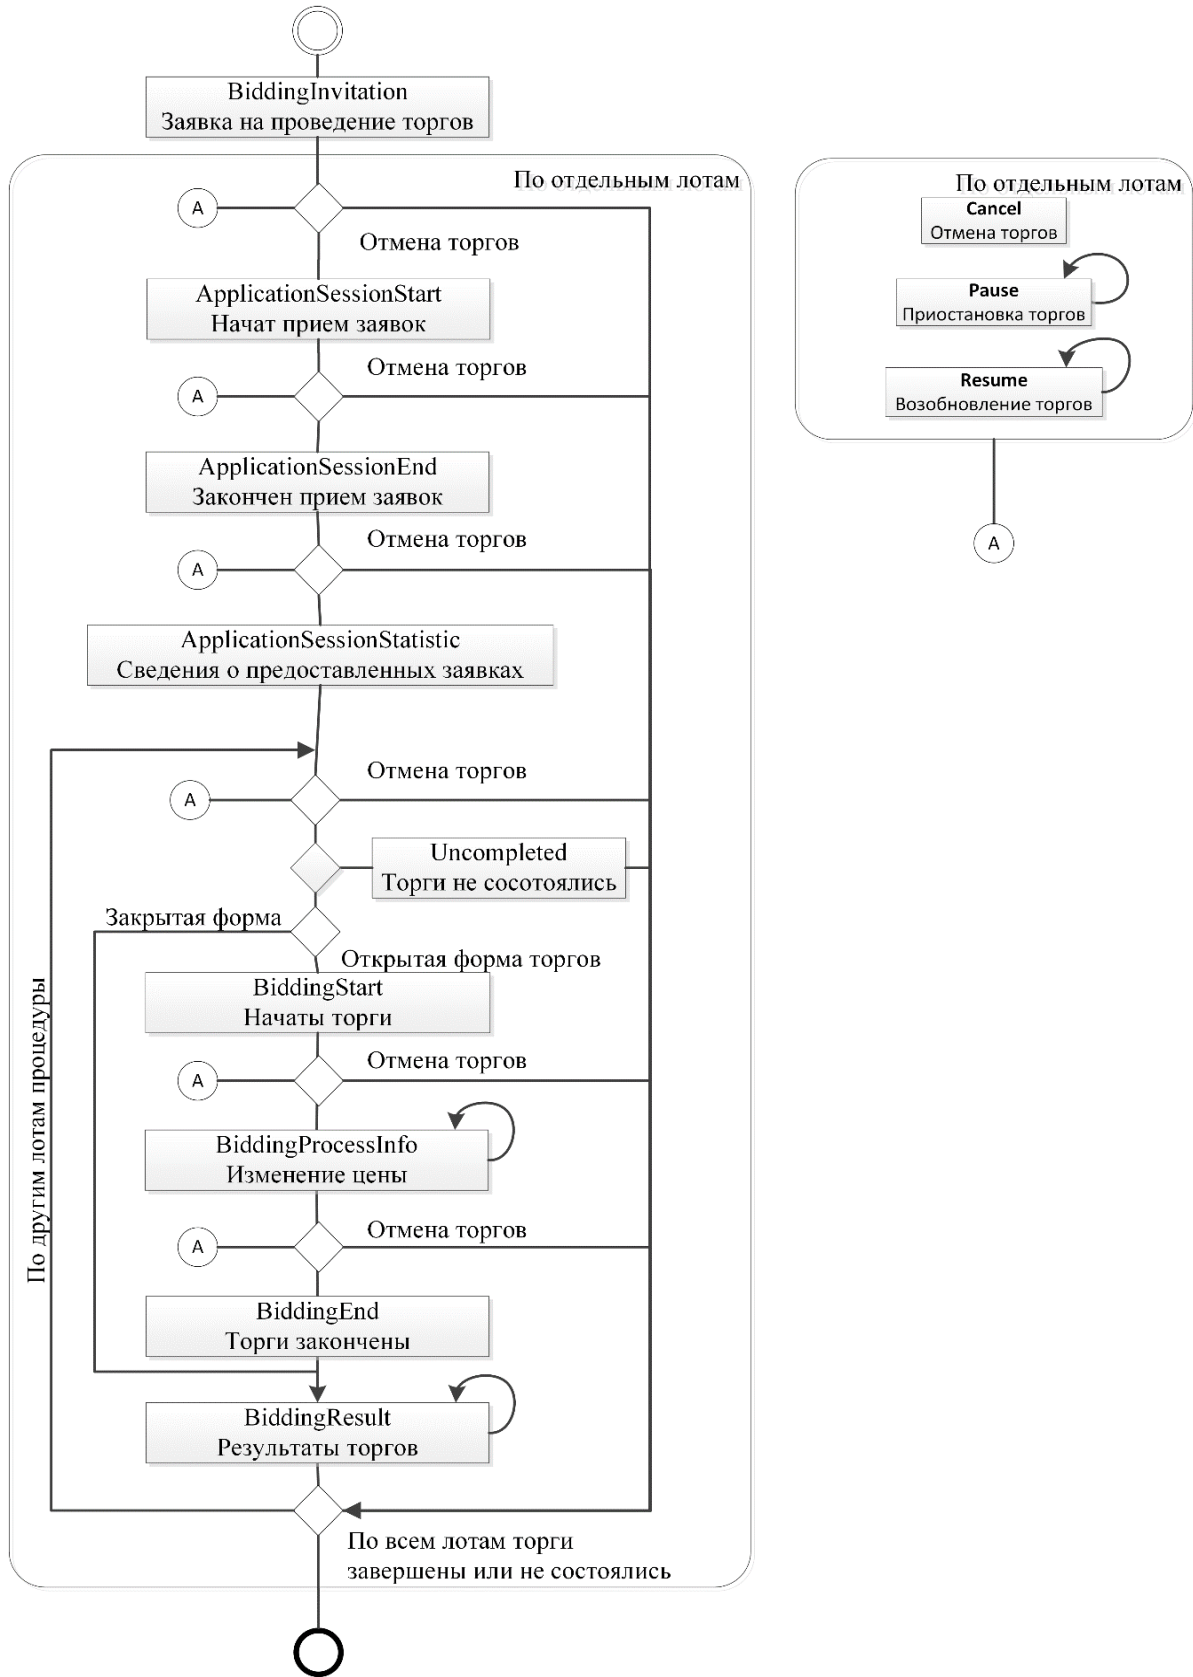 BiddingInvitation
Заявка на проведение торгов
По отдельным лотам
А
Отмена торгов
ApplicationSessionStart
Начат прием заявок
Отмена торгов
А
ApplicationSessionEnd
Закончен прием заявок
Отмена торгов
А
ApplicationSessionStatistic
Сведения о предоставленных заявках
Отмена торгов
А
Uncompleted
Торги не сосотоялись
Закрытая форма
Открытая форма торгов
BiddingStart
Начаты торги
Отмена торгов
А
BiddingProcessInfo
Изменение цены
Отмена торгов
А
BiddingEnd
Торги закончены
BiddingResult
Результаты торгов
По другим лотам процедуры
По всем лотам торги
завершены или не состоялись
По отдельным лотам
Cancel
Отмена торгов
Pause
Приостановка торгов
Resume
Возобновление торгов
А